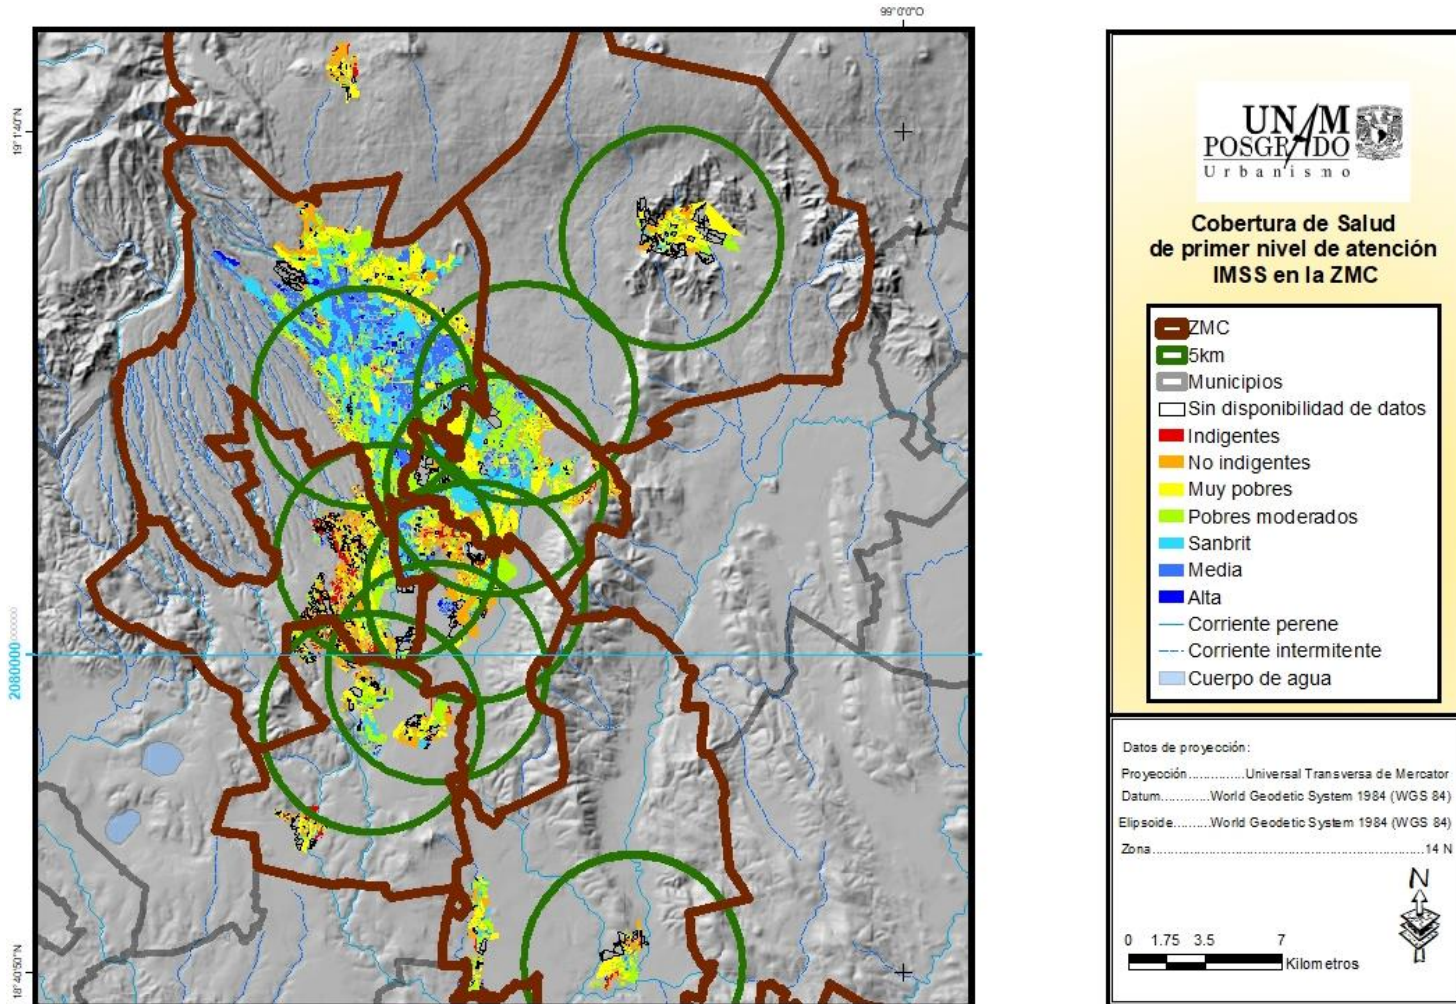 99°0'0"O
19°1'40"N
2080000
18°40'50"N
UNAM
POSGRADO
Urbanismo
Cobertura de Salud
de primer nivel de atención
IMSS en la ZMC
ZMC
5km
Municipios
Sin disponibilidad de datos
Indigentes
No indigentes
Muy pobres
Pobres moderados
Sanbrit
Media
Alta
Corriente perene
Corriente intermitente
Cuerpo de agua
Datos de proyección:
Proyección..............Universal Transversa de Mercator
Datum............World Geodetic System 1984 (WGS 84)
Elipsoide.........World Geodetic System 1984 (WGS 84)
Zona..............................................................14 N
N
0 1.75 3.5 7
Kilometros